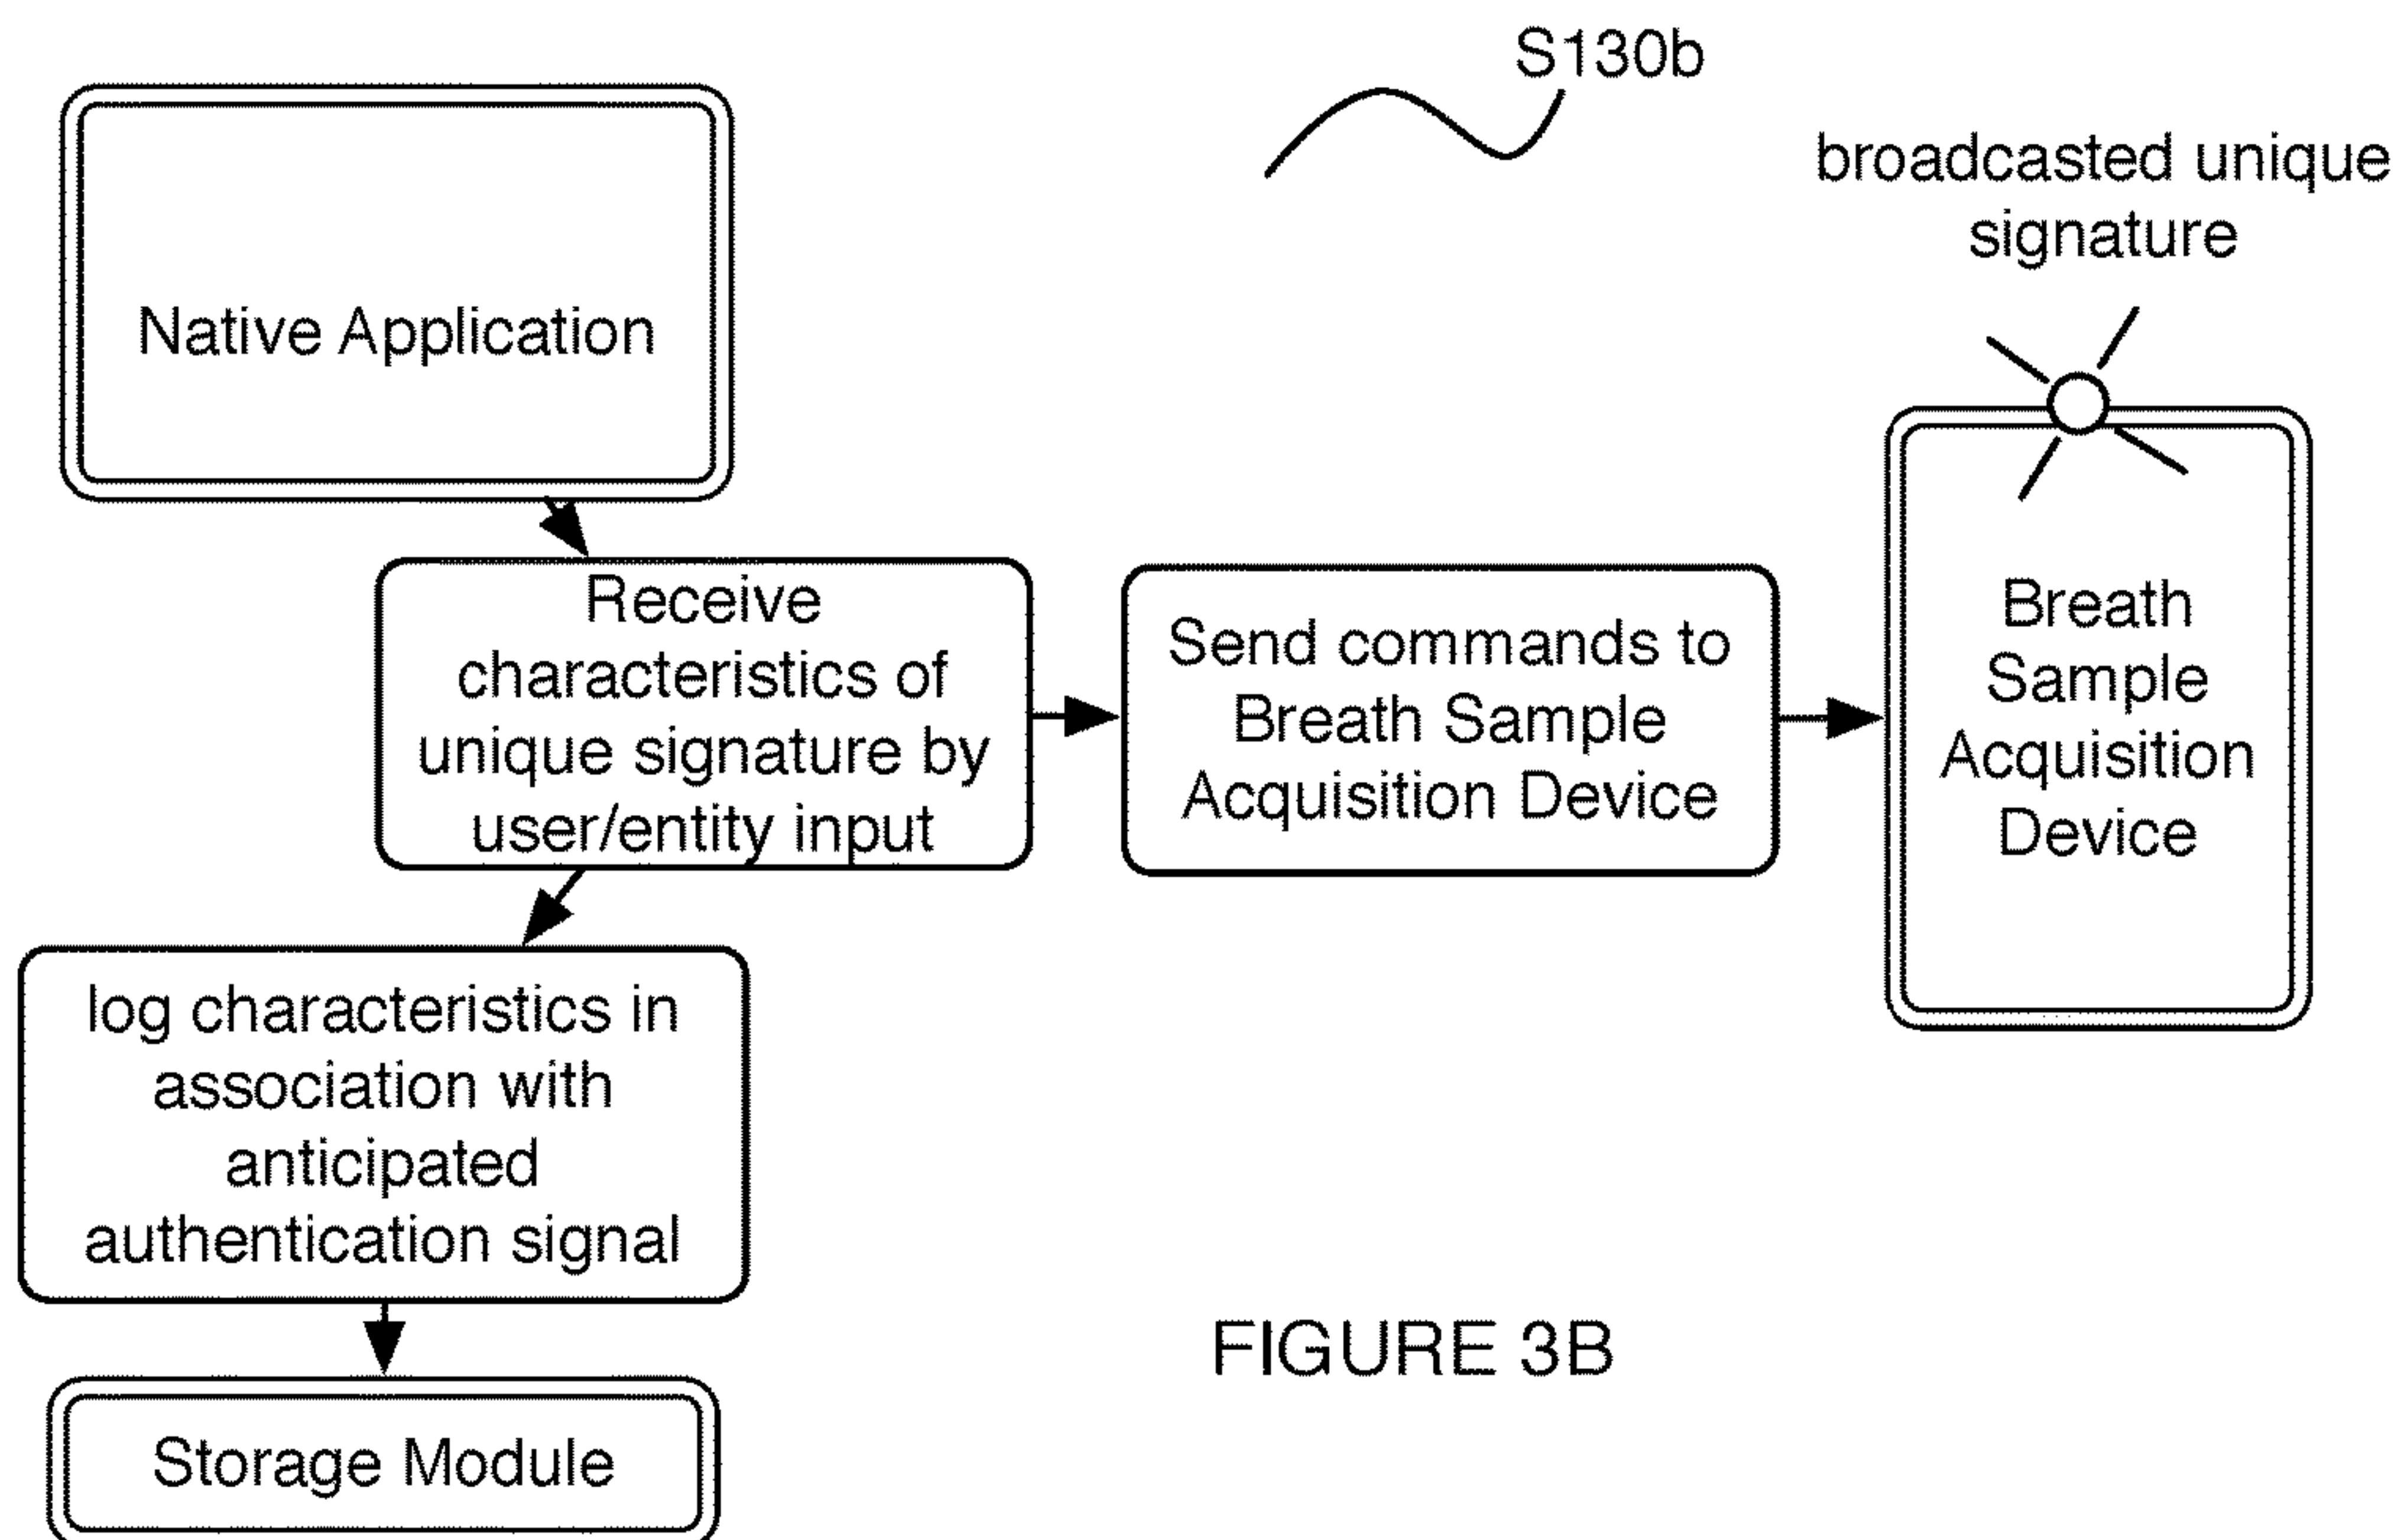 S130b
broadcasted unique
signature
Native Application
Receive
characteristics of
unique signature by
user/entity input
Send commands to
Breath Sample
Acquisition Device
Breath
Sample
Acquisition
Device
log characteristics in
association with
anticipated
authentication signal
Storage Module
FIGURE 3B